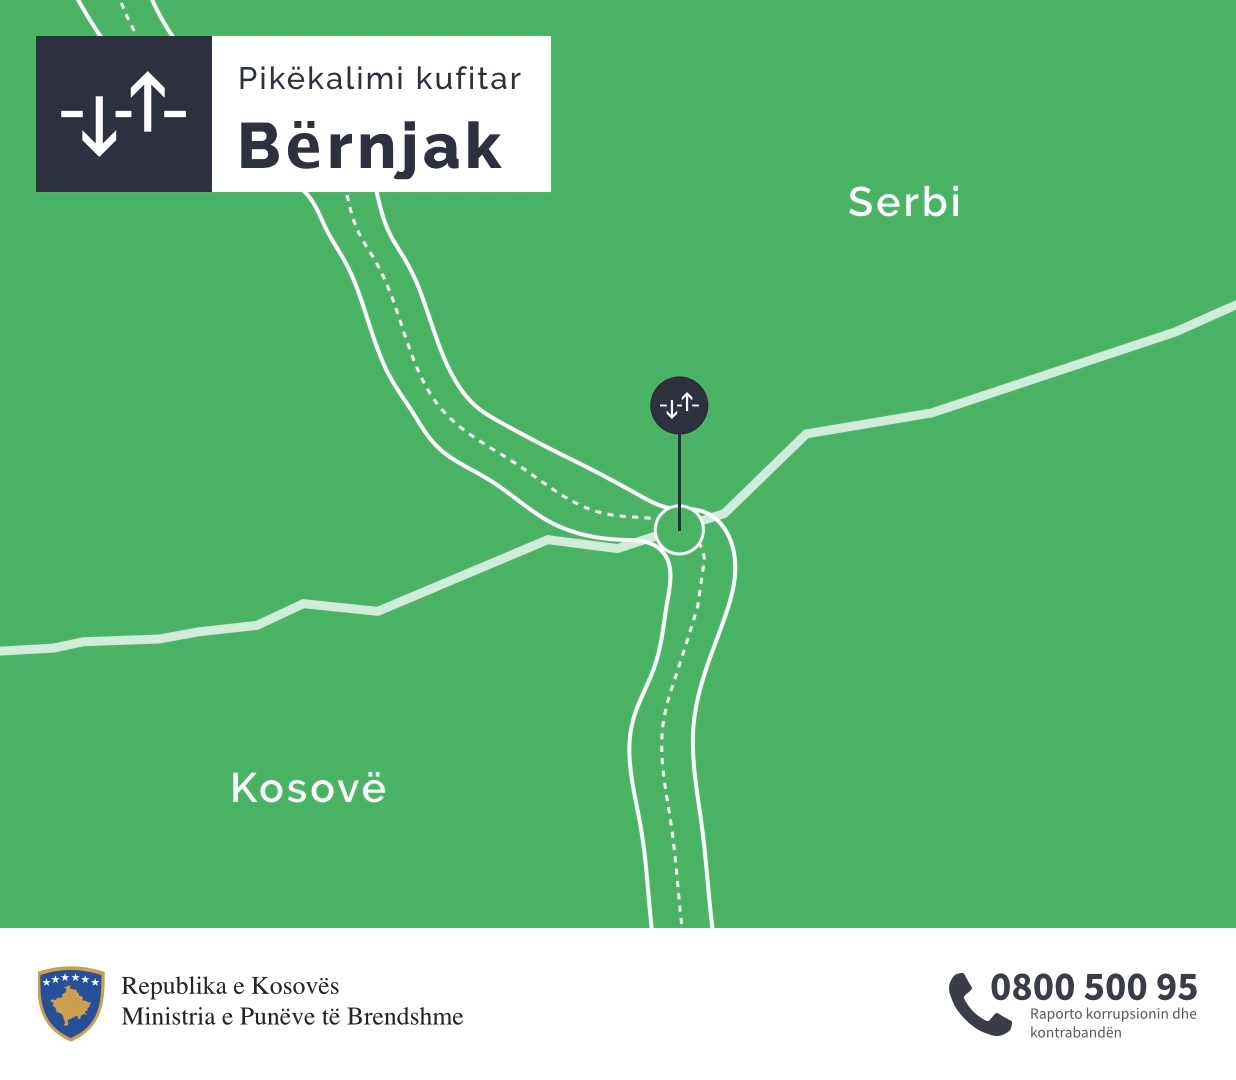 Pikëkalimi kufitar
Bërnjak
Serbi
Kosovë
Republika e Kosovës
Ministria e Punëve të Brendshme
0800 500 95
Raporto korrupsionin dhe
kontrabandën